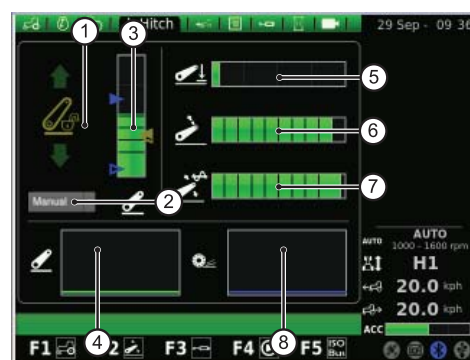 Hitch
29 Sep - 09 36
1
3
5
6
7
2
Manual
4
8
AUTO
AUTO
1000 - 1600 rpm
H1
20.0 kph
20.0 kph
ACC
F1
2
F3
F4
F5
ISO
Bus